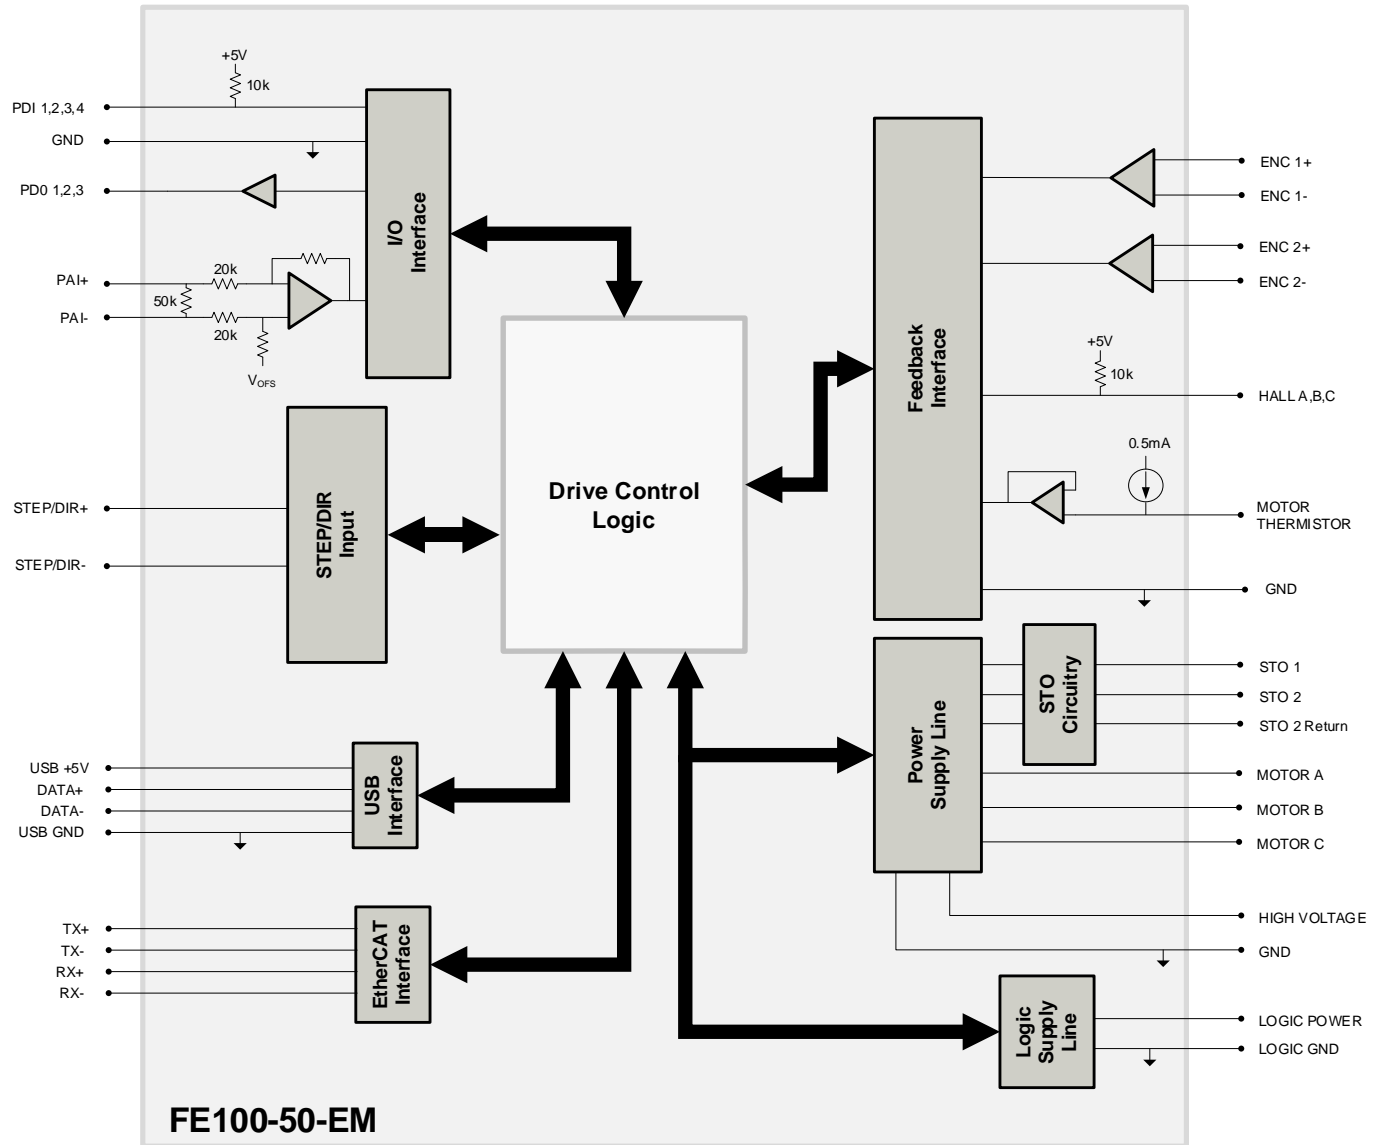 +5V
10k
PDI 1,2,3,4
GND
PD0 1,2,3
PAI+
20k
50k
PAI-
20k
VOFS
I/O
Interface
STEP/DIR+
STEP/DIR-
STEP/DIR
Input
USB +5V
DATA+
DATA-
USB GND
USB
Interface
TX+
TX-
RX+
RX-
EtherCAT
Interface
Drive Control
Logic
Feedback
Interface
ENC 1+
ENC 1-
ENC 2+
ENC 2-
+5V
10k
HALL A,B,C
0.5mA
MOTOR
THERMISTOR
GND
Power
Supply Line
STO
Circuitry
STO 1
STO 2
STO 2 Return
MOTOR A
MOTOR B
MOTOR C
HIGH VOLTAGE
GND
Logic
Supply
Line
LOGIC POWER
LOGIC GND
FE100-50-EM